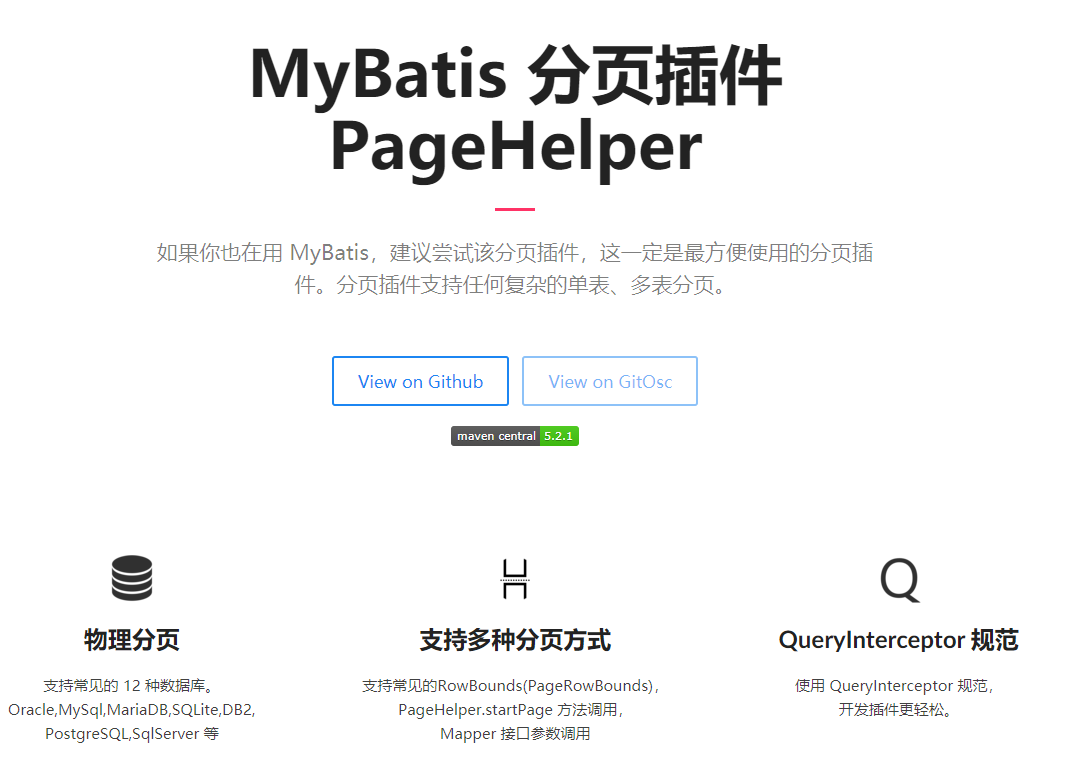 MyBatis 分页插件
PageHelper
如果你也在用 MyBatis，建议尝试该分页插件，这一定是最方便使用的分页插
件。分页插件支持任何复杂的单表、多表分页。
View on Github
View on GitOsc
maven central 5.2.1
物理分页
支持常见的 12 种数据库。
Oracle,MySql,MariaDB,SQLite,DB2,
PostgreSQL,SqlServer 等
支持多种分页方式
支持常见的RowBounds(PageRowBounds)，
PageHelper.startPage 方法调用，
Mapper 接口参数调用
Q
QueryInterceptor 规范
使用 QueryInterceptor 规范，
开发插件更轻松。